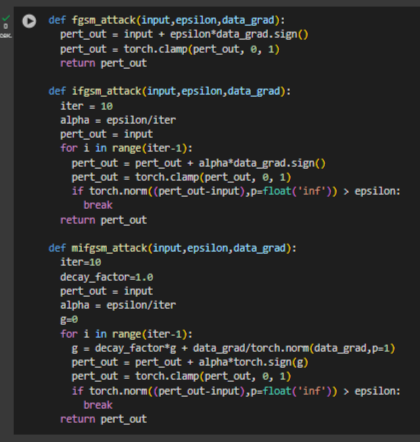 def fgsm_attack(input,epsilon,data_grad):
  pert_out = input + epsilon*data_grad.sign()
  pert_out = torch.clamp(pert_out, 0, 1)
  return pert_out

def ifgsm_attack(input,epsilon,data_grad):
  iter = 10
  alpha = epsilon/iter
  pert_out = input
  for i in range(iter-1):
    pert_out = pert_out + alpha*data_grad.sign()
    pert_out = torch.clamp(pert_out, 0, 1)
    if torch.norm((pert_out-input),p=float('inf')) > epsilon:
      break
  return pert_out

def mifgsm_attack(input,epsilon,data_grad):
  iter=10
  decay_factor=1.0
  pert_out = input
  alpha = epsilon/iter
  g=0
  for i in range(iter-1):
    g = decay_factor*g + data_grad/torch.norm(data_grad,p=1)
    pert_out = pert_out + alpha*torch.sign(g)
    pert_out = torch.clamp(pert_out, 0, 1)
    if torch.norm((pert_out-input),p=float('inf')) > epsilon:
      break
  return pert_out